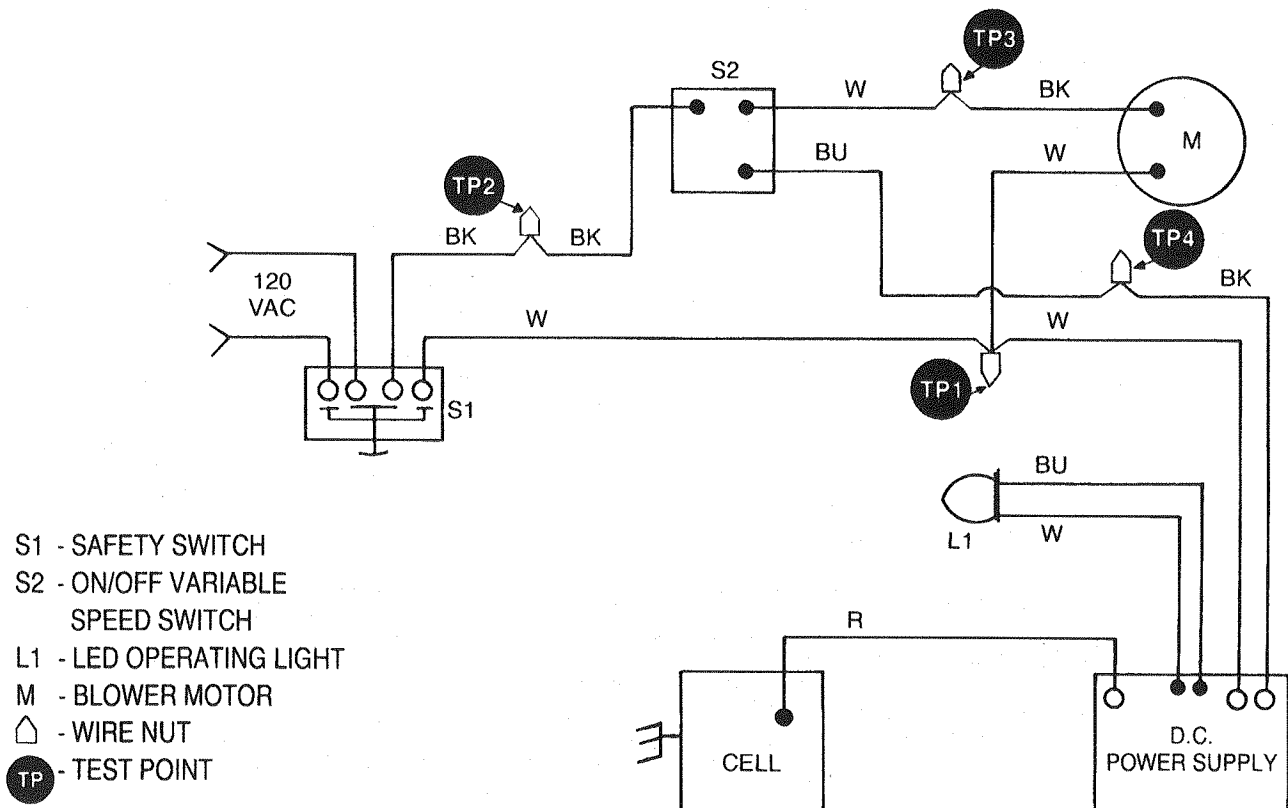 TP3
S2
W
BK
M
BU
W
TP2
TP4
BK
BK
BK
120
VAC
W
W
TP1
S1
BU
L1
W
S1 - SAFETY SWITCH
S2 - ON/OFF VARIABLE
SPEED SWITCH
L1 - LED OPERATING LIGHT
M - BLOWER MOTOR
- WIRE NUT
TP - TEST POINT
R
CELL
D.C.
POWER SUPPLY